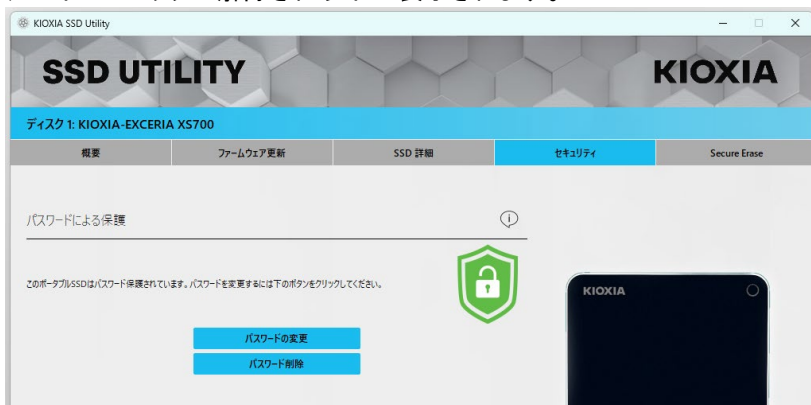 KIOXIA SSD Utility
SSD UTILITY
KIOXIA
ディスク 1: KIOXIA-EXCERIA XS700
概要
ファームウェア更新
SSD 詳細
セキュリティ
Secure Erase
パスワードによる保護
このポータブルSSDはパスワード保護されています。パスワードを変更するには下のボタンをクリックしてください。
パスワードの変更
パスワード削除
KIOXIA